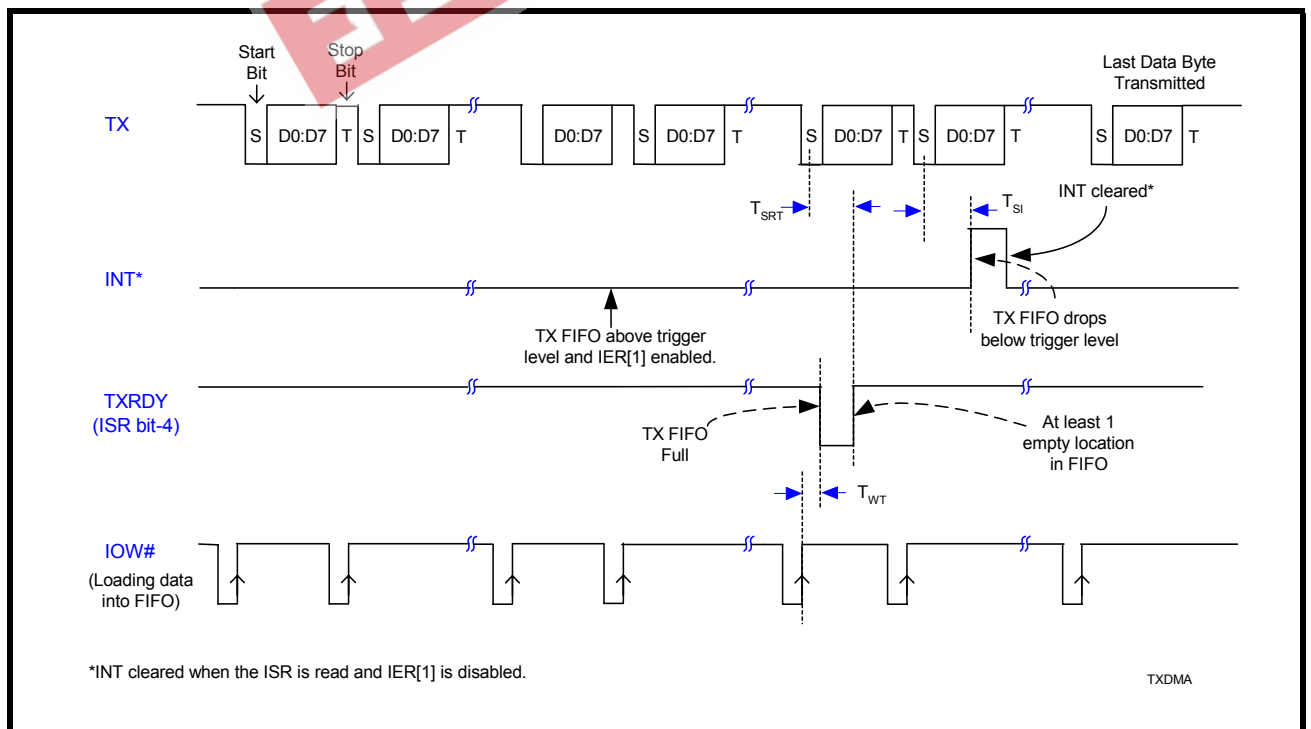 Start
Bit
Stop
Bit
Last Data Byte
Transmitted
TX
S D0:D7 T S D0:D7 T D0:D7 S D0:D7 T S D0:D7 T S D0:D7 T S D0:D7 T
TSRT
TSI
INT cleared*
INT*
TX FIFO above trigger
level and IER[1] enabled.
TX FIFO drops
below trigger level
TXRDY
(ISR bit-4)
TX FIFO
Full
At least 1
empty location
in FIFO
TWT
IOW#
(Loading data
into FIFO)
*INT cleared when the ISR is read and IER[1] is disabled.
TXDMA